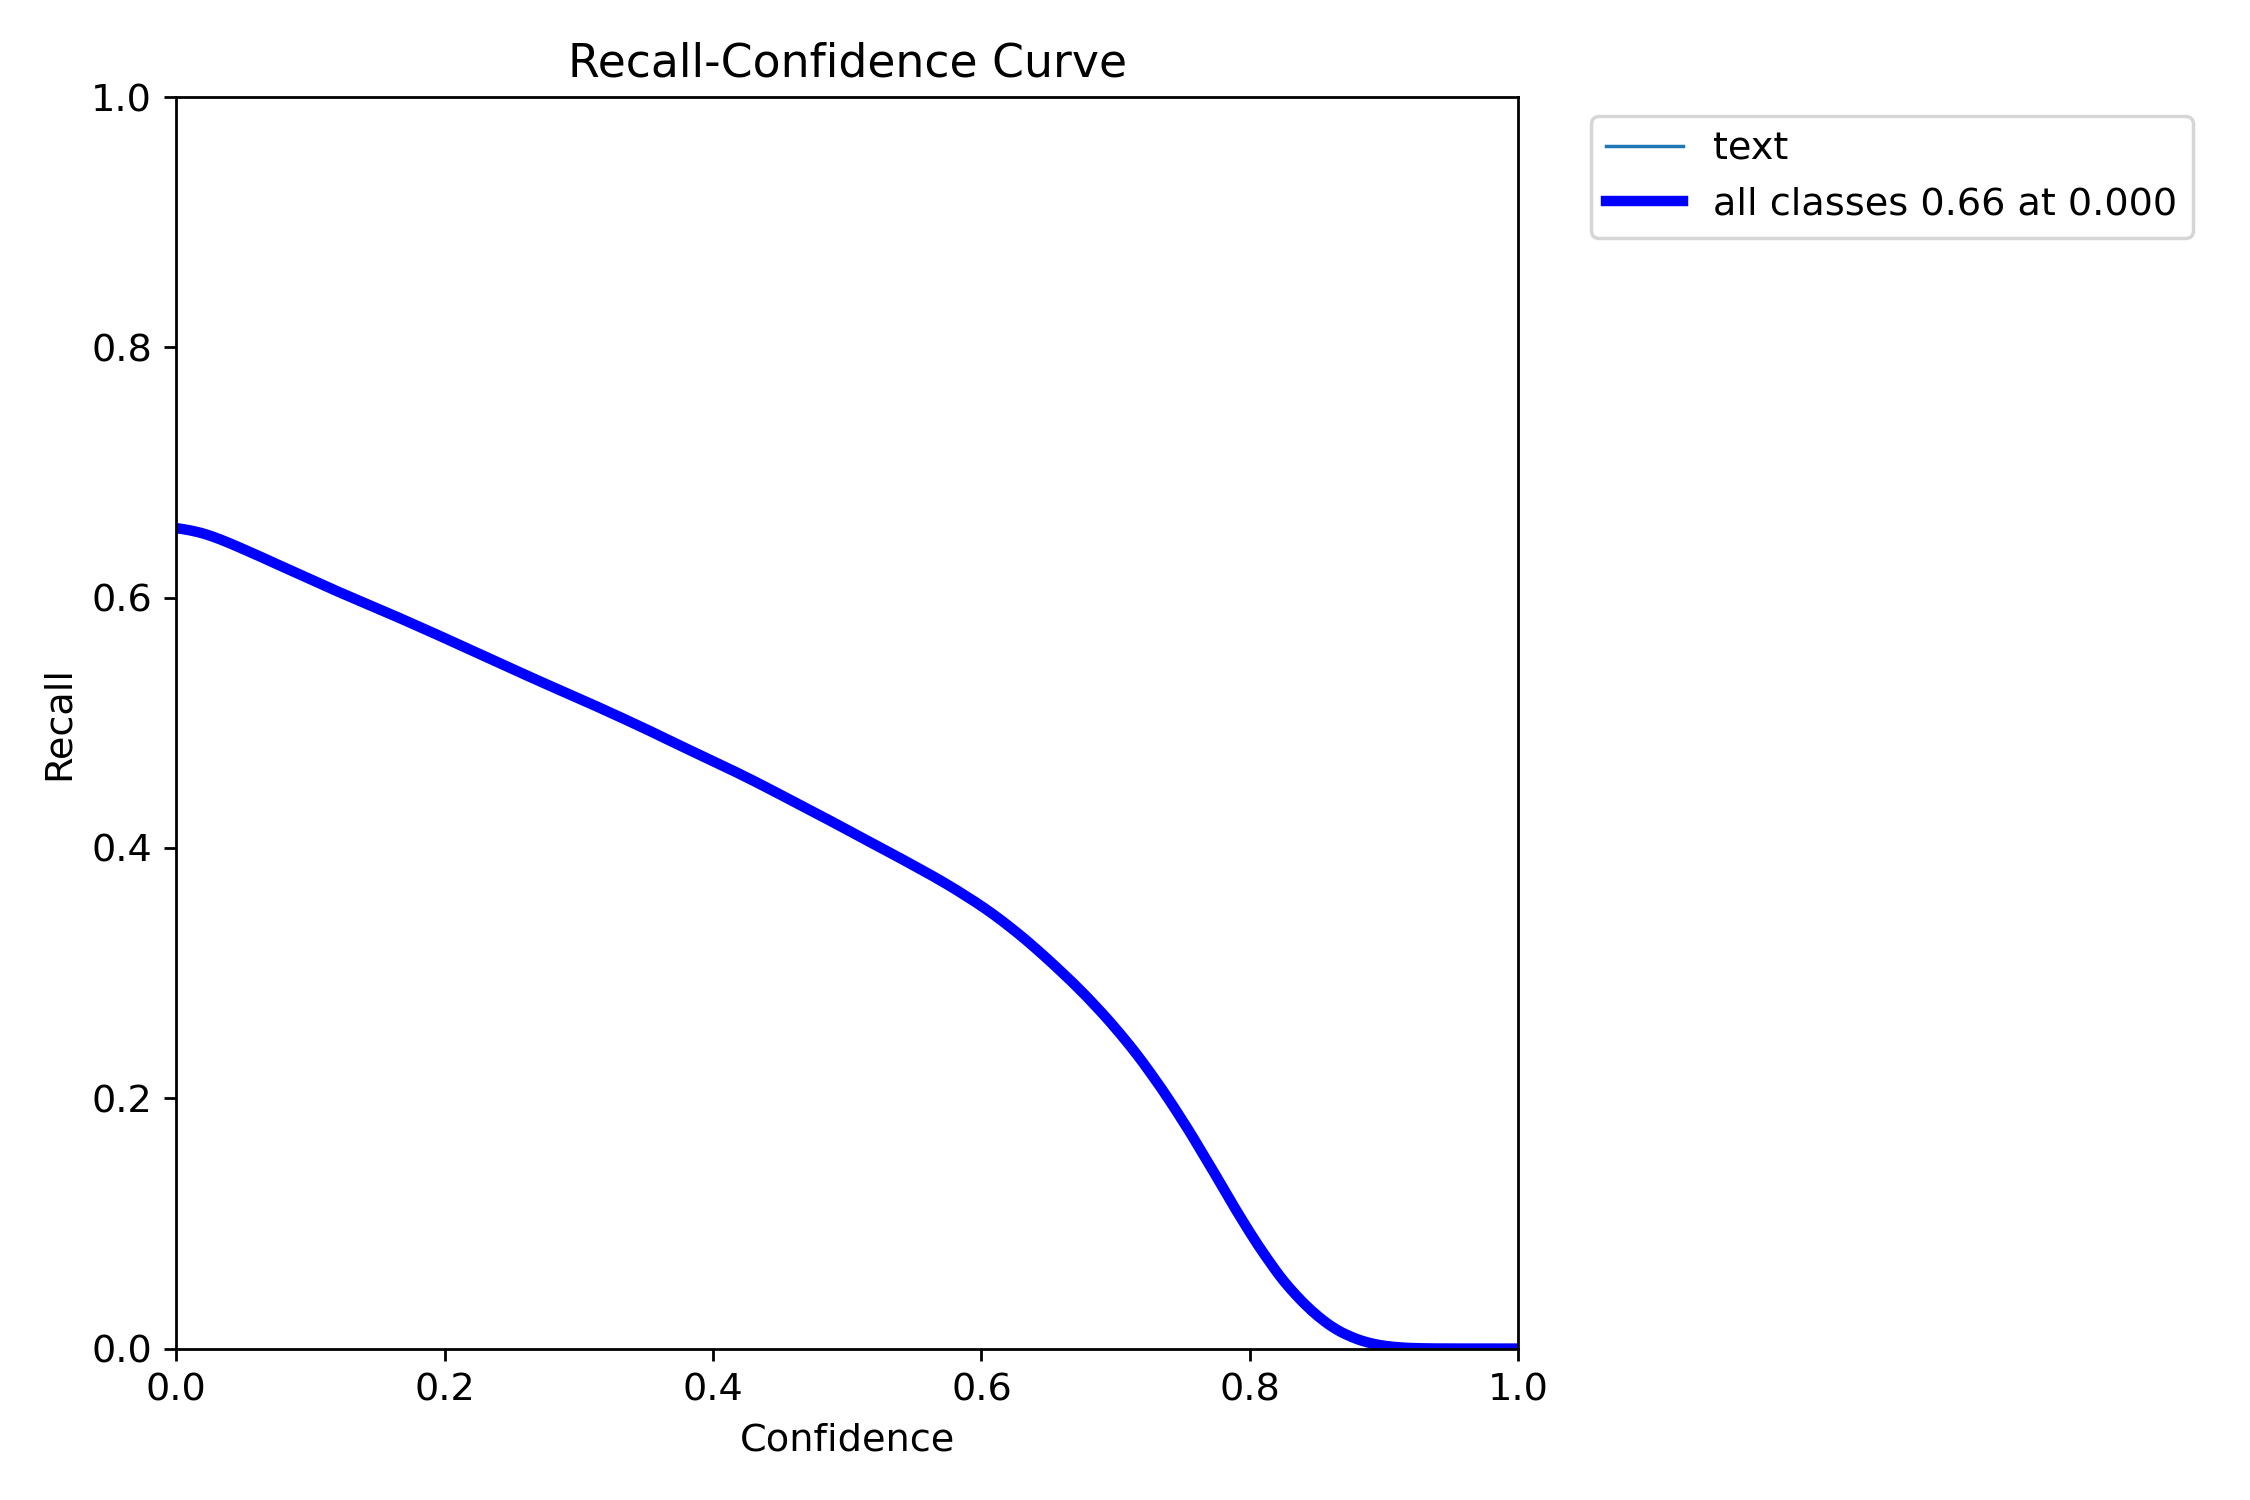 Recall-Confidence Curve
1.0
0.8
0.6
0.4
0.2
0.0
Recall
0.0 0.2 0.4 0.6 0.8 1.0
Confidence
text
all classes 0.66 at 0.000